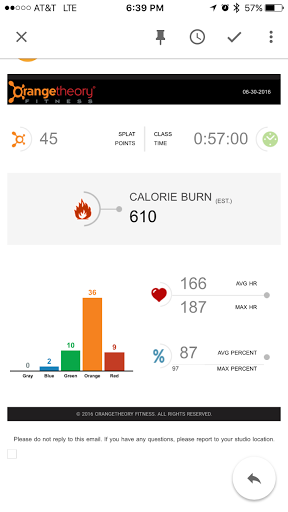 AT&T LTE 6:39 PM 57%
orangetheory®
FITNESS
06-30-2016
45 SPLAT POINTS CLASS TIME 0:57:00
CALORIE BURN (EST.)
610
166 AVG HR
187 MAX HR
36
10
9
2
0
Gray Blue Green Orange Red
% 87 AVG PERCENT
97 MAX PERCENT
© 2016 ORANGETHEORY FITNESS. ALL RIGHTS RESERVED.
Please do not reply to this email. If you have any questions, please report to your studio location.